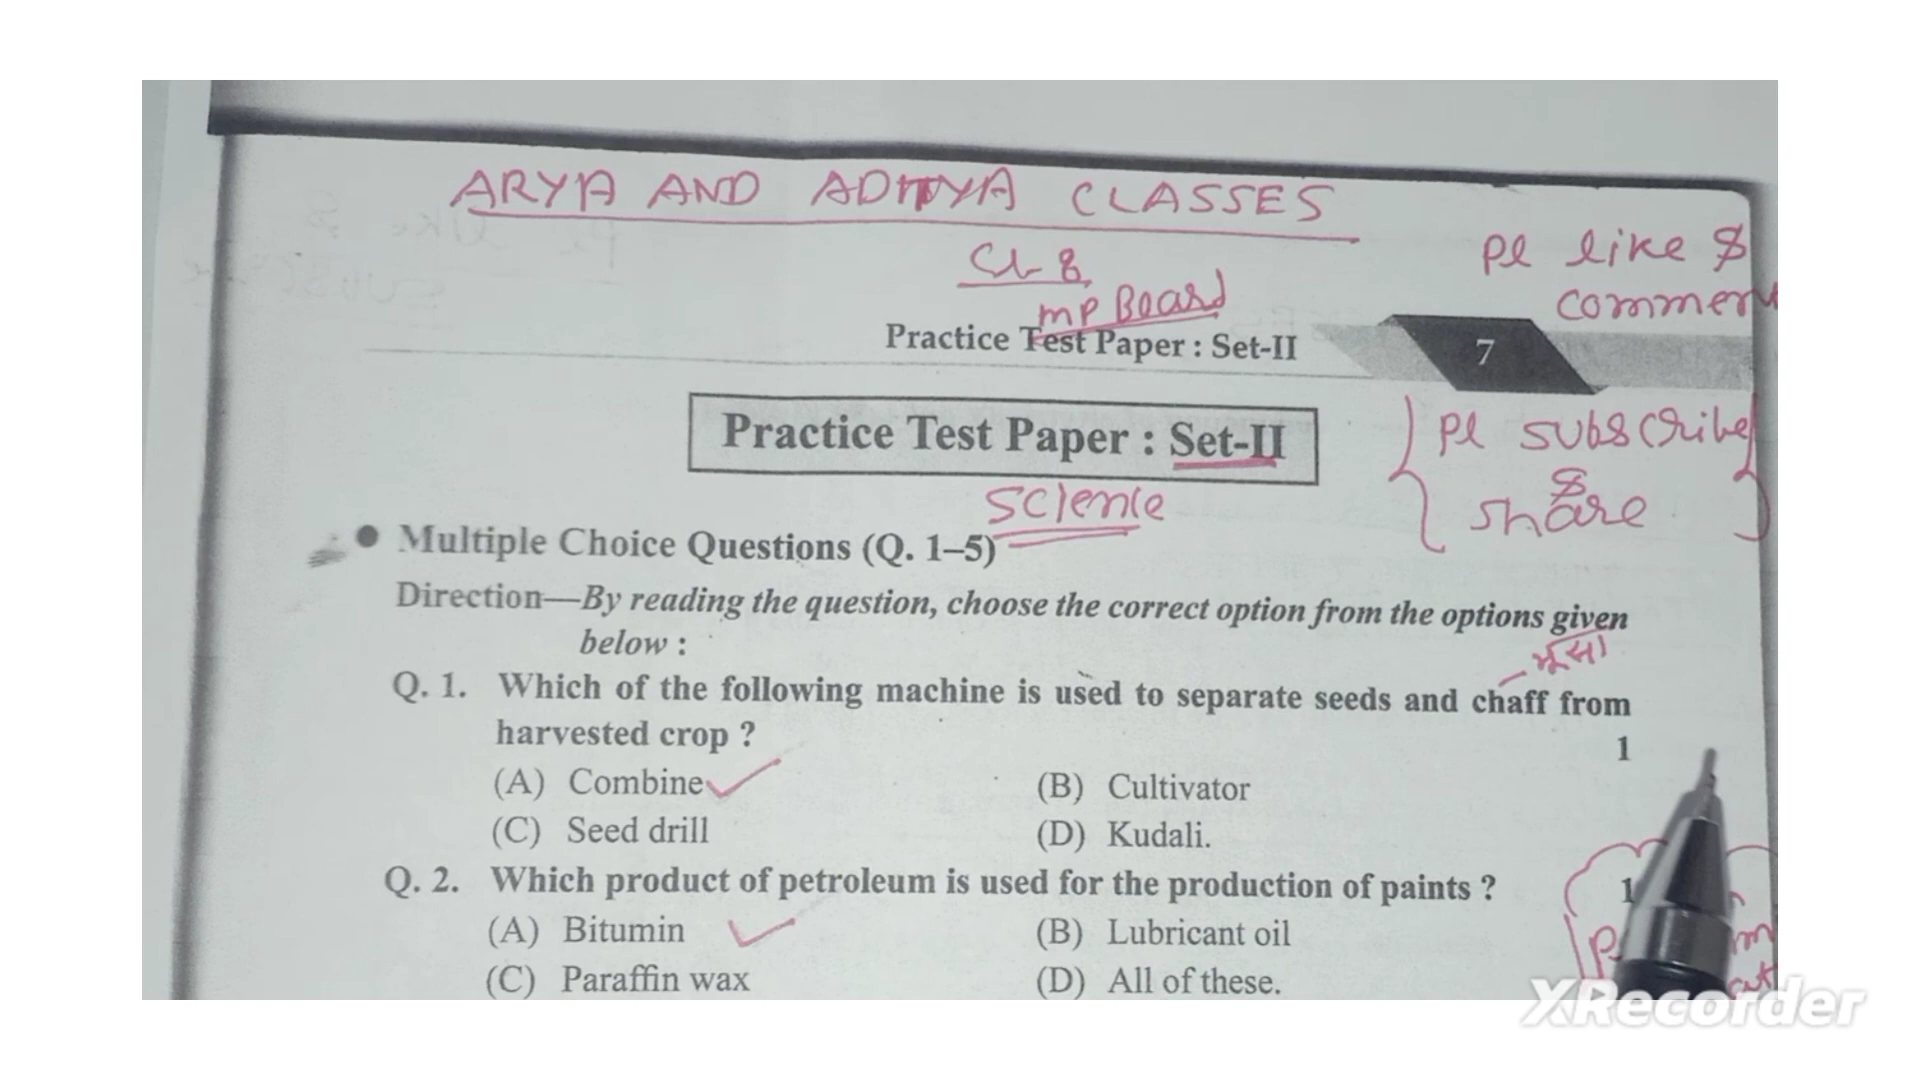 ARYA AND ADITYA CLASSES
CL 8
MP Board
pl like &
commen
Practice Test Paper : Set-II
7
Practice Test Paper : Set-II
pl subscribe
&
share
Science
● Multiple Choice Questions (Q. 1–5)
Direction—By reading the question, choose the correct option from the options given
below :
भूसा
Q. 1. Which of the following machine is used to separate seeds and chaff from
harvested crop ?
1
(A) Combine (B) Cultivator
(C) Seed drill (D) Kudali.
Q. 2. Which product of petroleum is used for the production of paints ? 1
(A) Bitumin (B) Lubricant oil
(C) Paraffin wax (D) All of these.
XRecorder